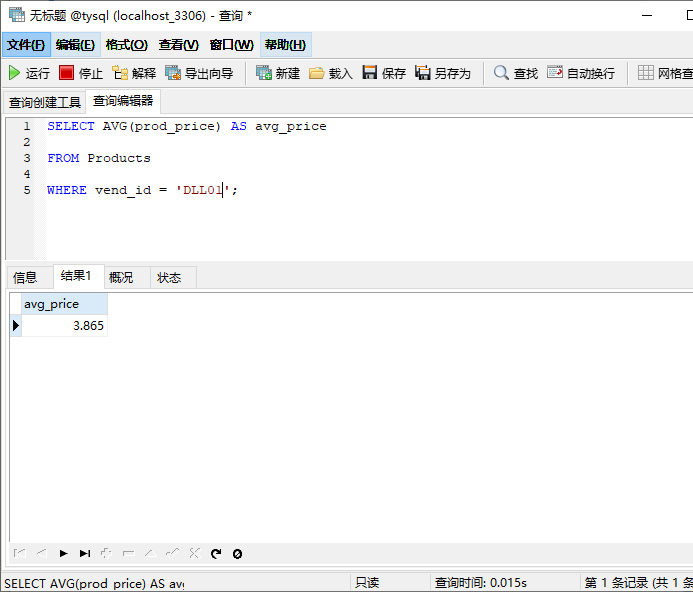 无标题 @tysql (localhost_3306) - 查询 *
文件(F) 编辑(E) 格式(O) 查看(V) 窗口(W) 帮助(H)
运行 停止 解释 导出向导 新建 载入 保存 另存为 查找 自动换行 网格查
查询创建工具 查询编辑器
1 SELECT AVG(prod_price) AS avg_price
2
3 FROM Products
4
5 WHERE vend_id = 'DLL01';
信息 结果1 概况 状态
avg_price
3.865
SELECT AVG(prod_price) AS avg 只读 查询时间: 0.015s 第 1 条记录 (共 1 条